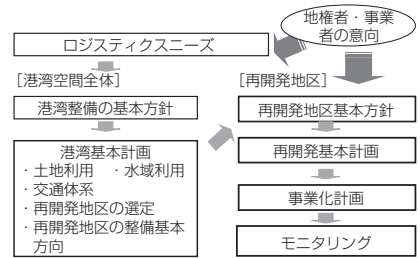 地権者・事業
者の意向
ロジスティクスニーズ
[港湾空間全体]
港湾整備の基本方針
港湾基本計画
・土地利用 ・水域利用
・交通体系
・再開発地区の選定
・再開発地区の整備基本
方向
[再開発地区]
再開発地区基本方針
再開発基本計画
事業化計画
モニタリング